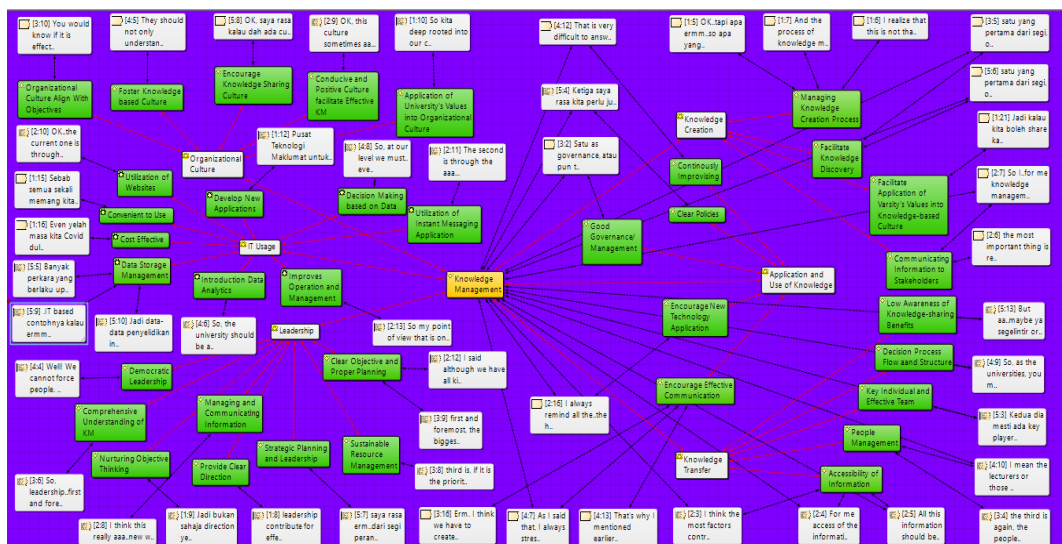 [3:10] You would
know if it is
effect..
[4:5] They should
not only
understan..
[5:8] OK, saya rasa
kalau dah ada cu..
[2:9] OK, this
culture
sometimes aa..
[1:10] So kita
deep rooted into
our c..
[4:12] That is very
difficult to answ..
[1:5] OK..tapi apa
ermm..so apa
yang..
[1:7] And the
process of
knowledge m..
[1:6] I realize that
this is not tha..
[3:5] satu yang
pertama dari segi,
o..
Organizational
Culture Align With
Objectives
Foster Knowledge
based Culture
Encourage
Knowledge Sharing
Culture
Conducive and
Positive Culture
facilitate Effective
KM
Application of
University's Values
into Organizational
Culture
[5:4] Ketiga saya
rasa kita perlu ju..
Managing
Knowledge
Creation Process
[5:6] satu yang
pertama dari segi,
o..
[2:10] OK..the
current one is
through..
Organizational
Culture
[1:12] Pusat
Teknologi
Maklumat untuk..
[4:8] So, at our
level we must..
eve..
[2:11] The second
is through the
aaa..
[3:2] Satu as
governance, atau
pun t..
Knowledge
Creation
Facilitate
Knowledge
Discovery
[1:21] Jadi kalau
kita boleh share
ka..
[1:15] Sebab
semua sekali
memang kita..
Utilization of
Websites
Develop New
Applications
Decision Making
based on Data
Continously
Improvising
Facilitate
Application of
Varsity's Values into
Knowledge-based
Culture
[2:7] So I..for me
knowledge
managem..
Convenient to Use
Utilization of
Instant Messaging
Application
Clear Policies
[1:16] Even yelah
masa kita Covid
dul..
Cost Effective
IT Usage
Good
Governance/
Management
[2:6] the most
important thing is
re..
[5:5] Banyak
perkara yang
berlaku up..
Data Storage
Management
Introduction Data
Analytics
Improves
Operation and
Management
Knowledge
Management
Application and
Use of Knowledge
Communicating
Information to
Stakeholders
[5:9] .IT based
contohnya kalau
ermm..
[5:10] Jadi data-
data penyelidikan
in..
[4:6] So, the
university should
be a..
Leadership
[2:13] So my point
of view that is on..
Encourage New
Technology
Application
Low Awareness of
Knowledge-sharing
Benefits
[5:13] But
aa..maybe ya
segelintir or..
[4:4] Well! We
cannot force
people. ..
Democratic
Leadership
Clear Objective and
Proper Planning
[2:12] I said
although we have
all ki..
Decision Process
Flow aand Structure
[4:9] So, as the
universities, you
m..
Comprehensive
Understanding of
KM
Managing and
Communicating
Information
[2:16] I always
remind all the..the
h..
Encourage Effective
Communication
Key Individual and
Effective Team
[5:3] Kedua dia
mesti ada key
player..
[3:9] first and
foremost, the
bigges..
People
Management
Nurturing Objective
Thinking
Provide Clear
Direction
Strategic Planning
and Leadership
Sustainable
Resource
Management
[3:8] third is, if it is
the priorit..
Knowledge
Transfer
Accessibility of
Information
[4:10] I mean the
lecturers or
those ..
[3:6] So,
leadership..first
and fore..
[2:8] I think this
really aaa..new w..
[1:9] Jadi bukan
sahaja direction
ye..
[1:8] leadership
contribute for
effe..
[5:7] saya rasa
erm..dari segi
peran..
[3:16] Erm, I think
we have to
create..
[4:7] As I said
that, I always
stres..
[4:13] That's why I
mentioned
earlier..
[2:3] I think the
most factors
contr..
[2:4] For me
access of the
informati..
[2:5] All this
information
should be..
[3:4] the third is
again, the
people..